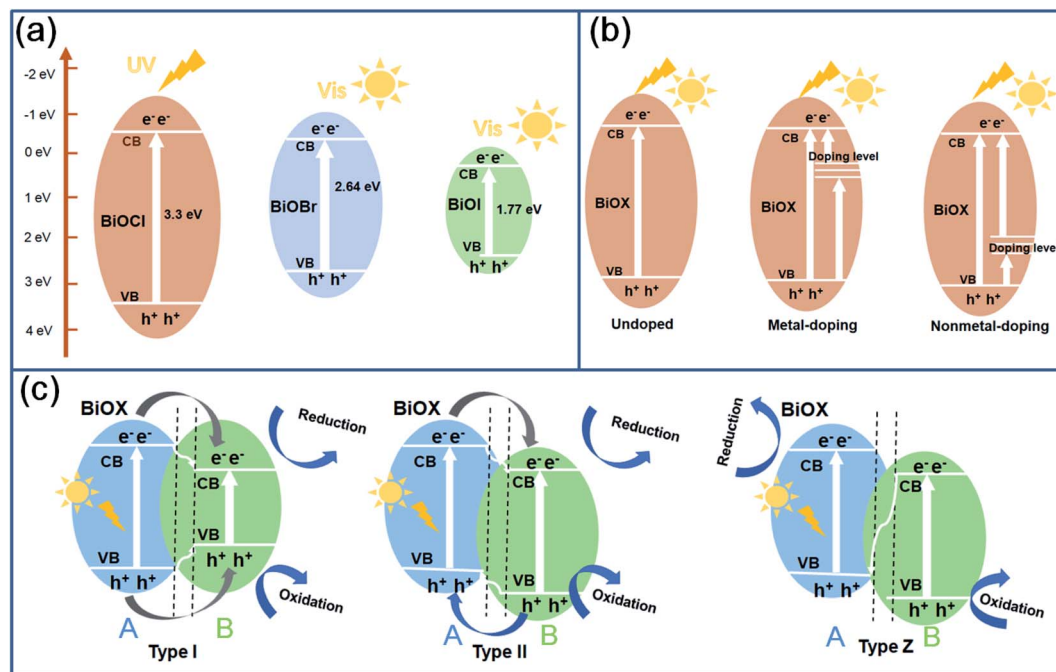 (a)
UV
Vis
Vis
-2 eV
-1 eV
0 eV
1 eV
2 eV
3 eV
4 eV
e⁻e⁻
CB
BiOCl
3.3 eV
VB
h⁺ h⁺
e⁻e⁻
CB
BiOBr
2.64 eV
VB
h⁺ h⁺
e⁻e⁻
CB
BiOI
1.77 eV
VB
h⁺ h⁺
(b)
e⁻e⁻
CB
BiOX
VB
h⁺ h⁺
Undoped
e⁻e⁻
CB
Doping level
BiOX
VB
h⁺ h⁺
Metal-doping
e⁻e⁻
CB
BiOX
Doping level
VB
h⁺ h⁺
Nonmetal-doping
(c)
BiOX
e⁻e⁻
CB
VB
h⁺ h⁺
A
e⁻e⁻
CB
VB
h⁺ h⁺
B
Reduction
Oxidation
Type I
BiOX
e⁻e⁻
CB
VB
h⁺ h⁺
A
e⁻e⁻
CB
VB
h⁺ h⁺
B
Reduction
Oxidation
Type II
Reduction
BiOX
e⁻e⁻
CB
VB
h⁺ h⁺
A
e⁻e⁻
CB
VB
h⁺ h⁺
B
Oxidation
Type Z